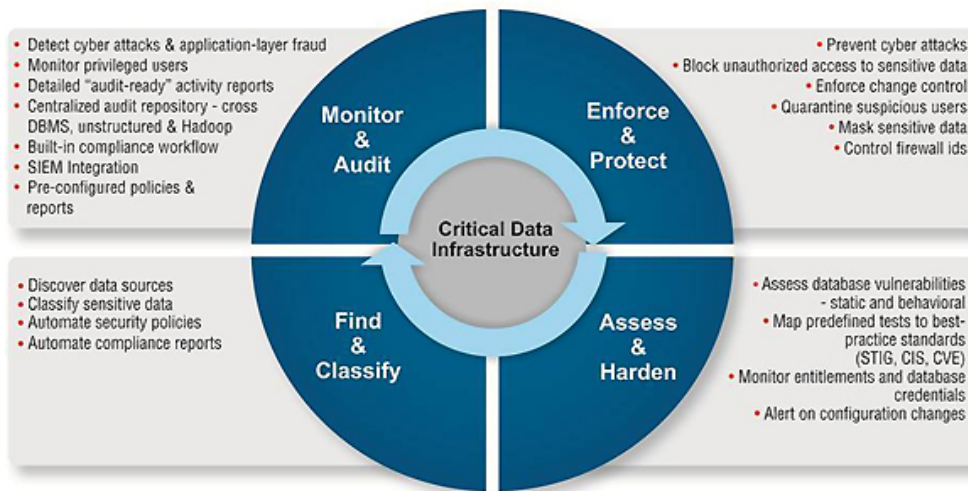 • Detect cyber attacks & application-layer fraud
• Monitor privileged users
• Detailed “audit-ready” activity reports
• Centralized audit repository - cross
DBMS, unstructured & Hadoop
• Built-in compliance workflow
• SIEM Integration
• Pre-configured policies &
reports
Monitor
&
Audit
Enforce
&
Protect
• Prevent cyber attacks
• Block unauthorized access to sensitive data
• Enforce change control
• Quarantine suspicious users
• Mask sensitive data
• Control firewall ids
Critical Data
Infrastructure
• Discover data sources
• Classify sensitive data
• Automate security policies
• Automate compliance reports
Find
&
Classify
Assess
&
Harden
• Assess database vulnerabilities
- static and behavioral
• Map predefined tests to best-
practice standards
(STIG, CIS, CVE)
• Monitor entitlements and database
credentials
• Alert on configuration changes